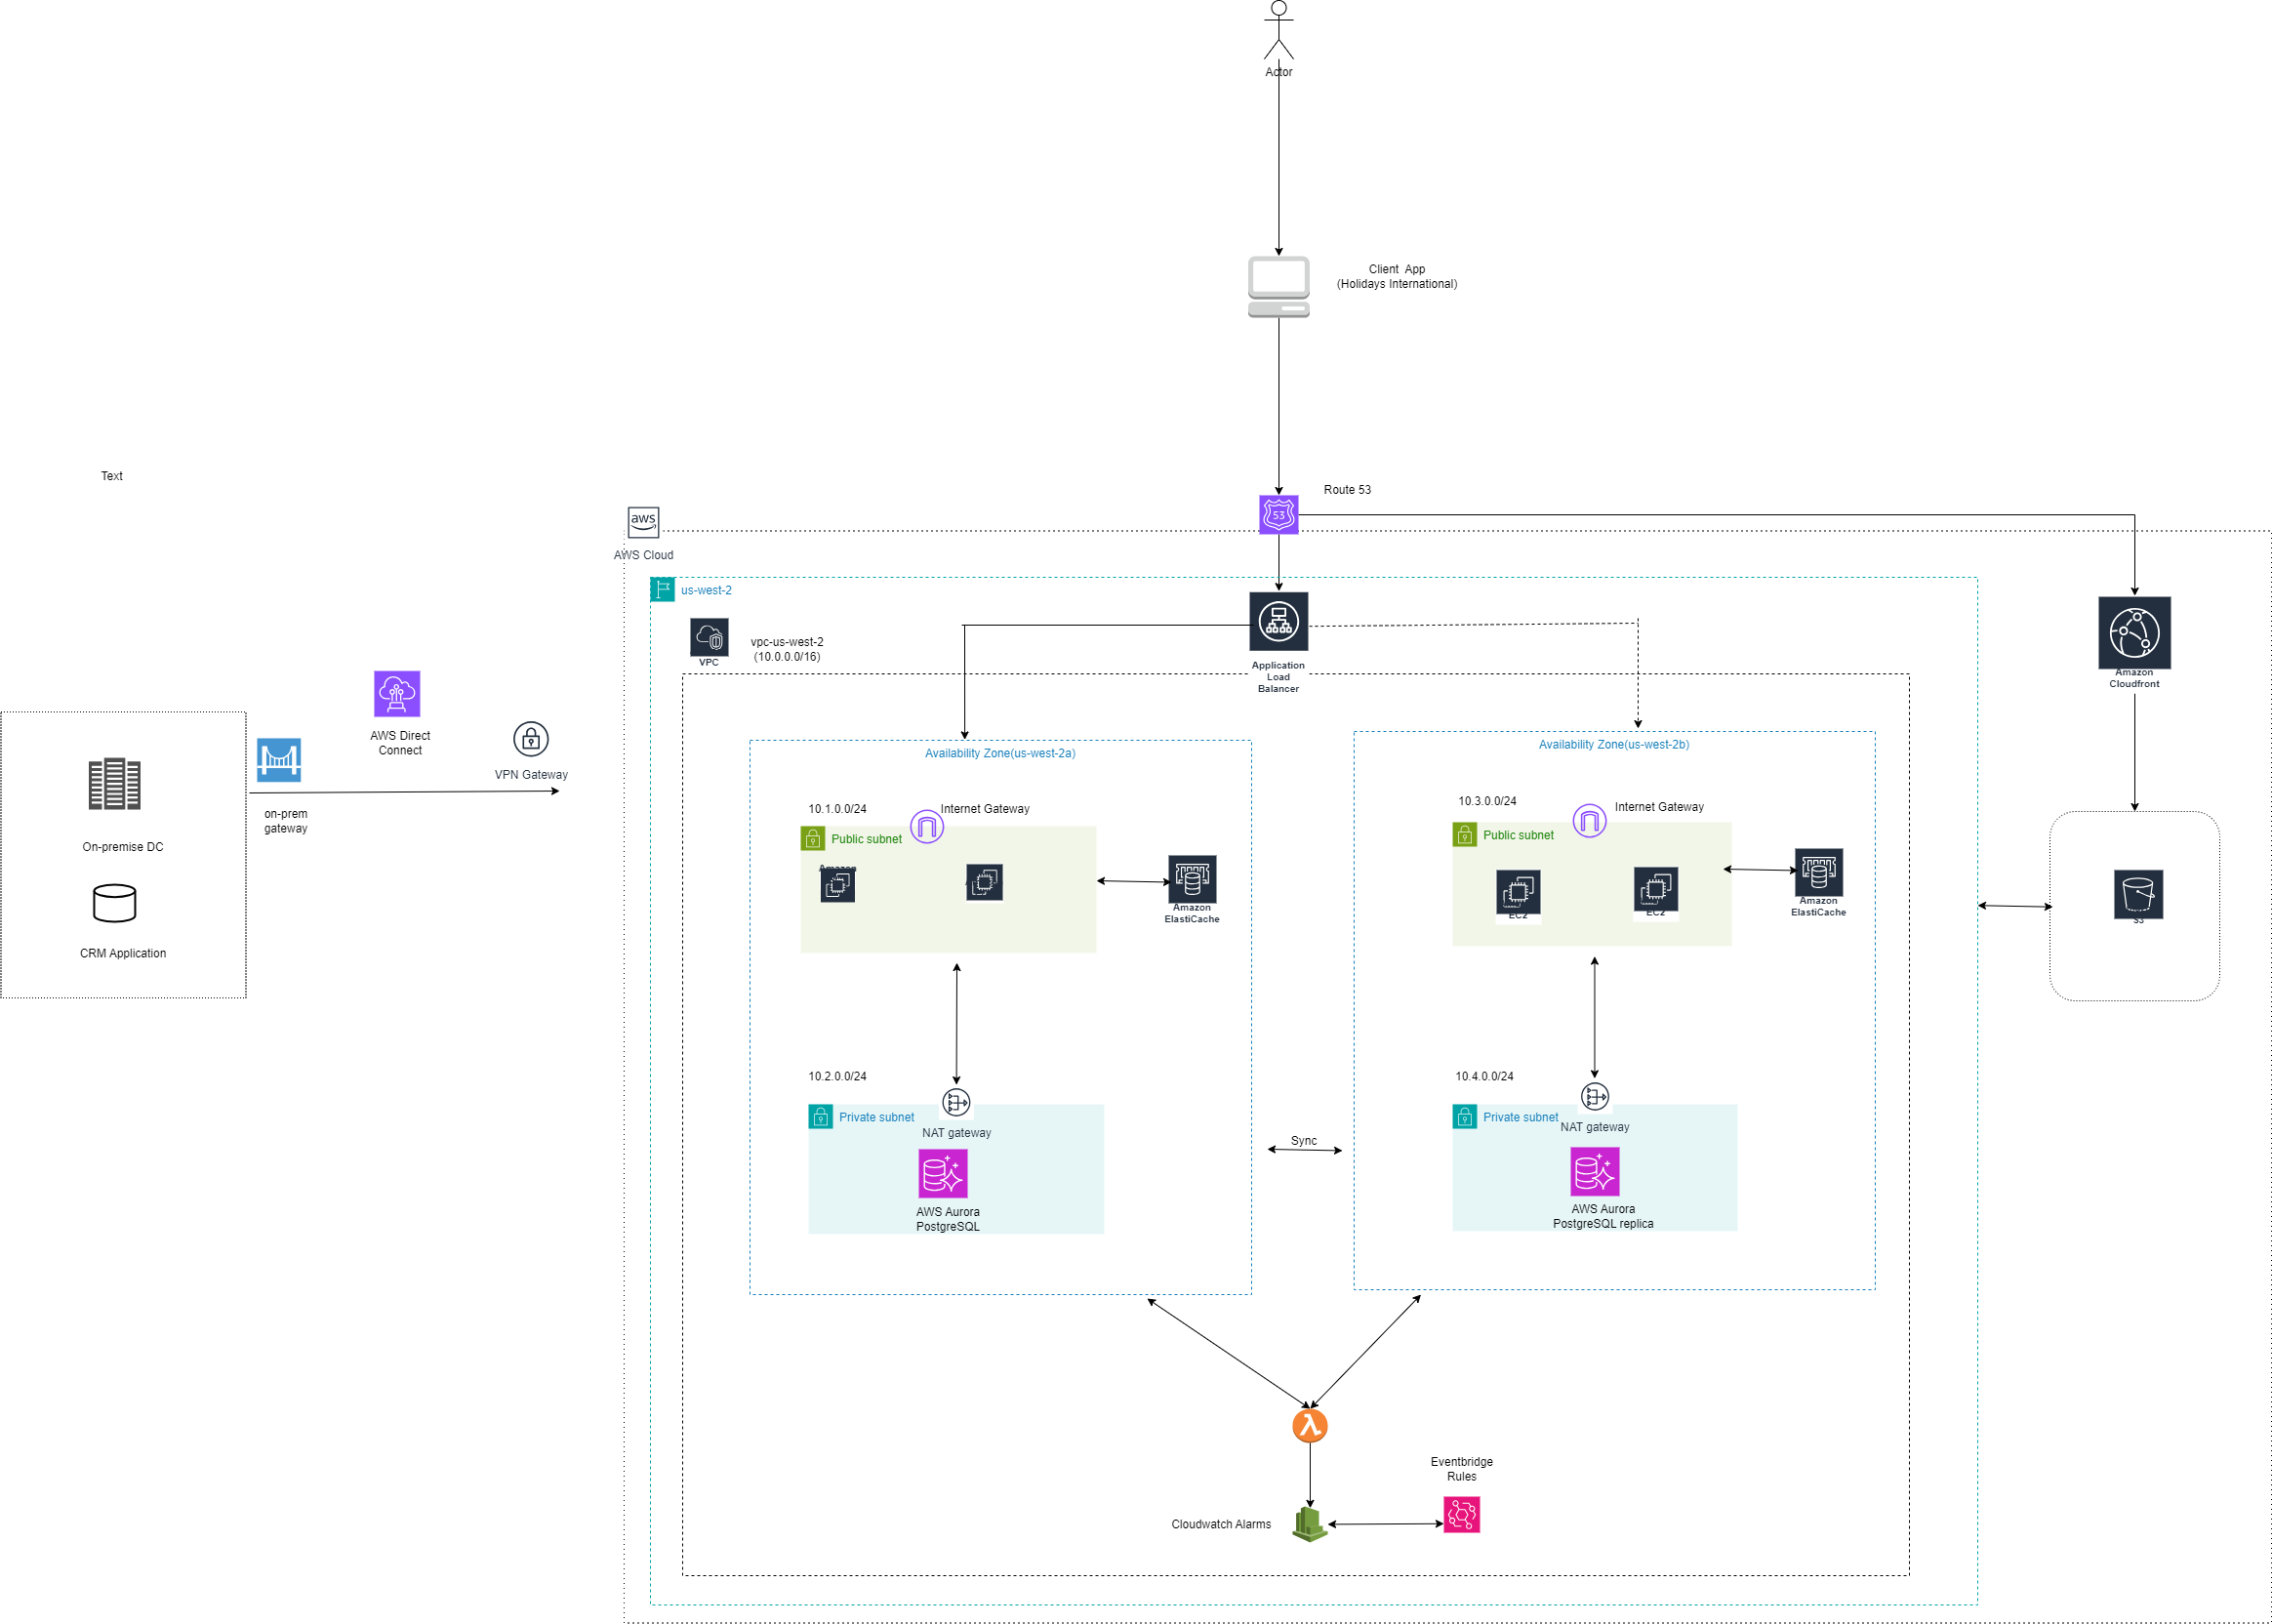 Actor
Client App
(Holidays International)
Text
Route 53
53
aws
AWS Cloud
us-west-2
VPC
vpc-us-west-2
(10.0.0.0/16)
Application
Load
Balancer
Amazon
Cloudfront
AWS Direct
Connect
VPN Gateway
on-prem
gateway
On-premise DC
CRM Application
Availability Zone(us-west-2a)
10.1.0.0/24
Internet Gateway
Public subnet
Amazon
Amazon
ElastiCache
10.2.0.0/24
Private subnet
NAT gateway
AWS Aurora
PostgreSQL
Sync
Availability Zone(us-west-2b)
10.3.0.0/24
Internet Gateway
Public subnet
EC2
EC2
Amazon
ElastiCache
10.4.0.0/24
Private subnet
NAT gateway
AWS Aurora
PostgreSQL replica
S3
Eventbridge
Rules
Cloudwatch Alarms